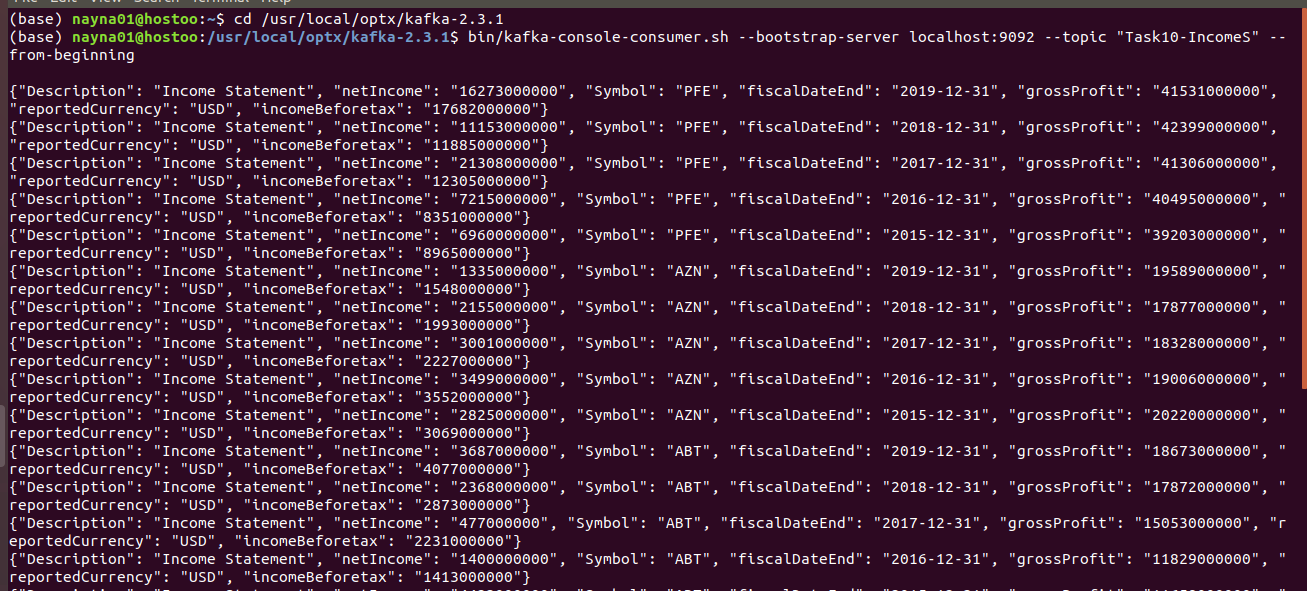 File Edit View Search Terminal Help
(base) nayna01@hostoo:~$ cd /usr/local/optx/kafka-2.3.1
(base) nayna01@hostoo:/usr/local/optx/kafka-2.3.1$ bin/kafka-console-consumer.sh --bootstrap-server localhost:9092 --topic "Task10-IncomeS" --
from-beginning
{"Description": "Income Statement", "netIncome": "16273000000", "Symbol": "PFE", "fiscalDateEnd": "2019-12-31", "grossProfit": "41531000000",
"reportedCurrency": "USD", "incomeBeforetax": "17682000000"}
{"Description": "Income Statement", "netIncome": "11153000000", "Symbol": "PFE", "fiscalDateEnd": "2018-12-31", "grossProfit": "42399000000",
"reportedCurrency": "USD", "incomeBeforetax": "11885000000"}
{"Description": "Income Statement", "netIncome": "21308000000", "Symbol": "PFE", "fiscalDateEnd": "2017-12-31", "grossProfit": "41306000000",
"reportedCurrency": "USD", "incomeBeforetax": "12305000000"}
{"Description": "Income Statement", "netIncome": "7215000000", "Symbol": "PFE", "fiscalDateEnd": "2016-12-31", "grossProfit": "40495000000", "
reportedCurrency": "USD", "incomeBeforetax": "8351000000"}
{"Description": "Income Statement", "netIncome": "6960000000", "Symbol": "PFE", "fiscalDateEnd": "2015-12-31", "grossProfit": "39203000000", "
reportedCurrency": "USD", "incomeBeforetax": "8965000000"}
{"Description": "Income Statement", "netIncome": "1335000000", "Symbol": "AZN", "fiscalDateEnd": "2019-12-31", "grossProfit": "19589000000", "
reportedCurrency": "USD", "incomeBeforetax": "1548000000"}
{"Description": "Income Statement", "netIncome": "2155000000", "Symbol": "AZN", "fiscalDateEnd": "2018-12-31", "grossProfit": "17877000000", "
reportedCurrency": "USD", "incomeBeforetax": "1993000000"}
{"Description": "Income Statement", "netIncome": "3001000000", "Symbol": "AZN", "fiscalDateEnd": "2017-12-31", "grossProfit": "18328000000", "
reportedCurrency": "USD", "incomeBeforetax": "2227000000"}
{"Description": "Income Statement", "netIncome": "3499000000", "Symbol": "AZN", "fiscalDateEnd": "2016-12-31", "grossProfit": "19006000000", "
reportedCurrency": "USD", "incomeBeforetax": "3552000000"}
{"Description": "Income Statement", "netIncome": "2825000000", "Symbol": "AZN", "fiscalDateEnd": "2015-12-31", "grossProfit": "20220000000", "
reportedCurrency": "USD", "incomeBeforetax": "3069000000"}
{"Description": "Income Statement", "netIncome": "3687000000", "Symbol": "ABT", "fiscalDateEnd": "2019-12-31", "grossProfit": "18673000000", "
reportedCurrency": "USD", "incomeBeforetax": "4077000000"}
{"Description": "Income Statement", "netIncome": "2368000000", "Symbol": "ABT", "fiscalDateEnd": "2018-12-31", "grossProfit": "17872000000", "
reportedCurrency": "USD", "incomeBeforetax": "2873000000"}
{"Description": "Income Statement", "netIncome": "477000000", "Symbol": "ABT", "fiscalDateEnd": "2017-12-31", "grossProfit": "15053000000", "r
eportedCurrency": "USD", "incomeBeforetax": "2231000000"}
{"Description": "Income Statement", "netIncome": "1400000000", "Symbol": "ABT", "fiscalDateEnd": "2016-12-31", "grossProfit": "11829000000", "
reportedCurrency": "USD", "incomeBeforetax": "1413000000"}